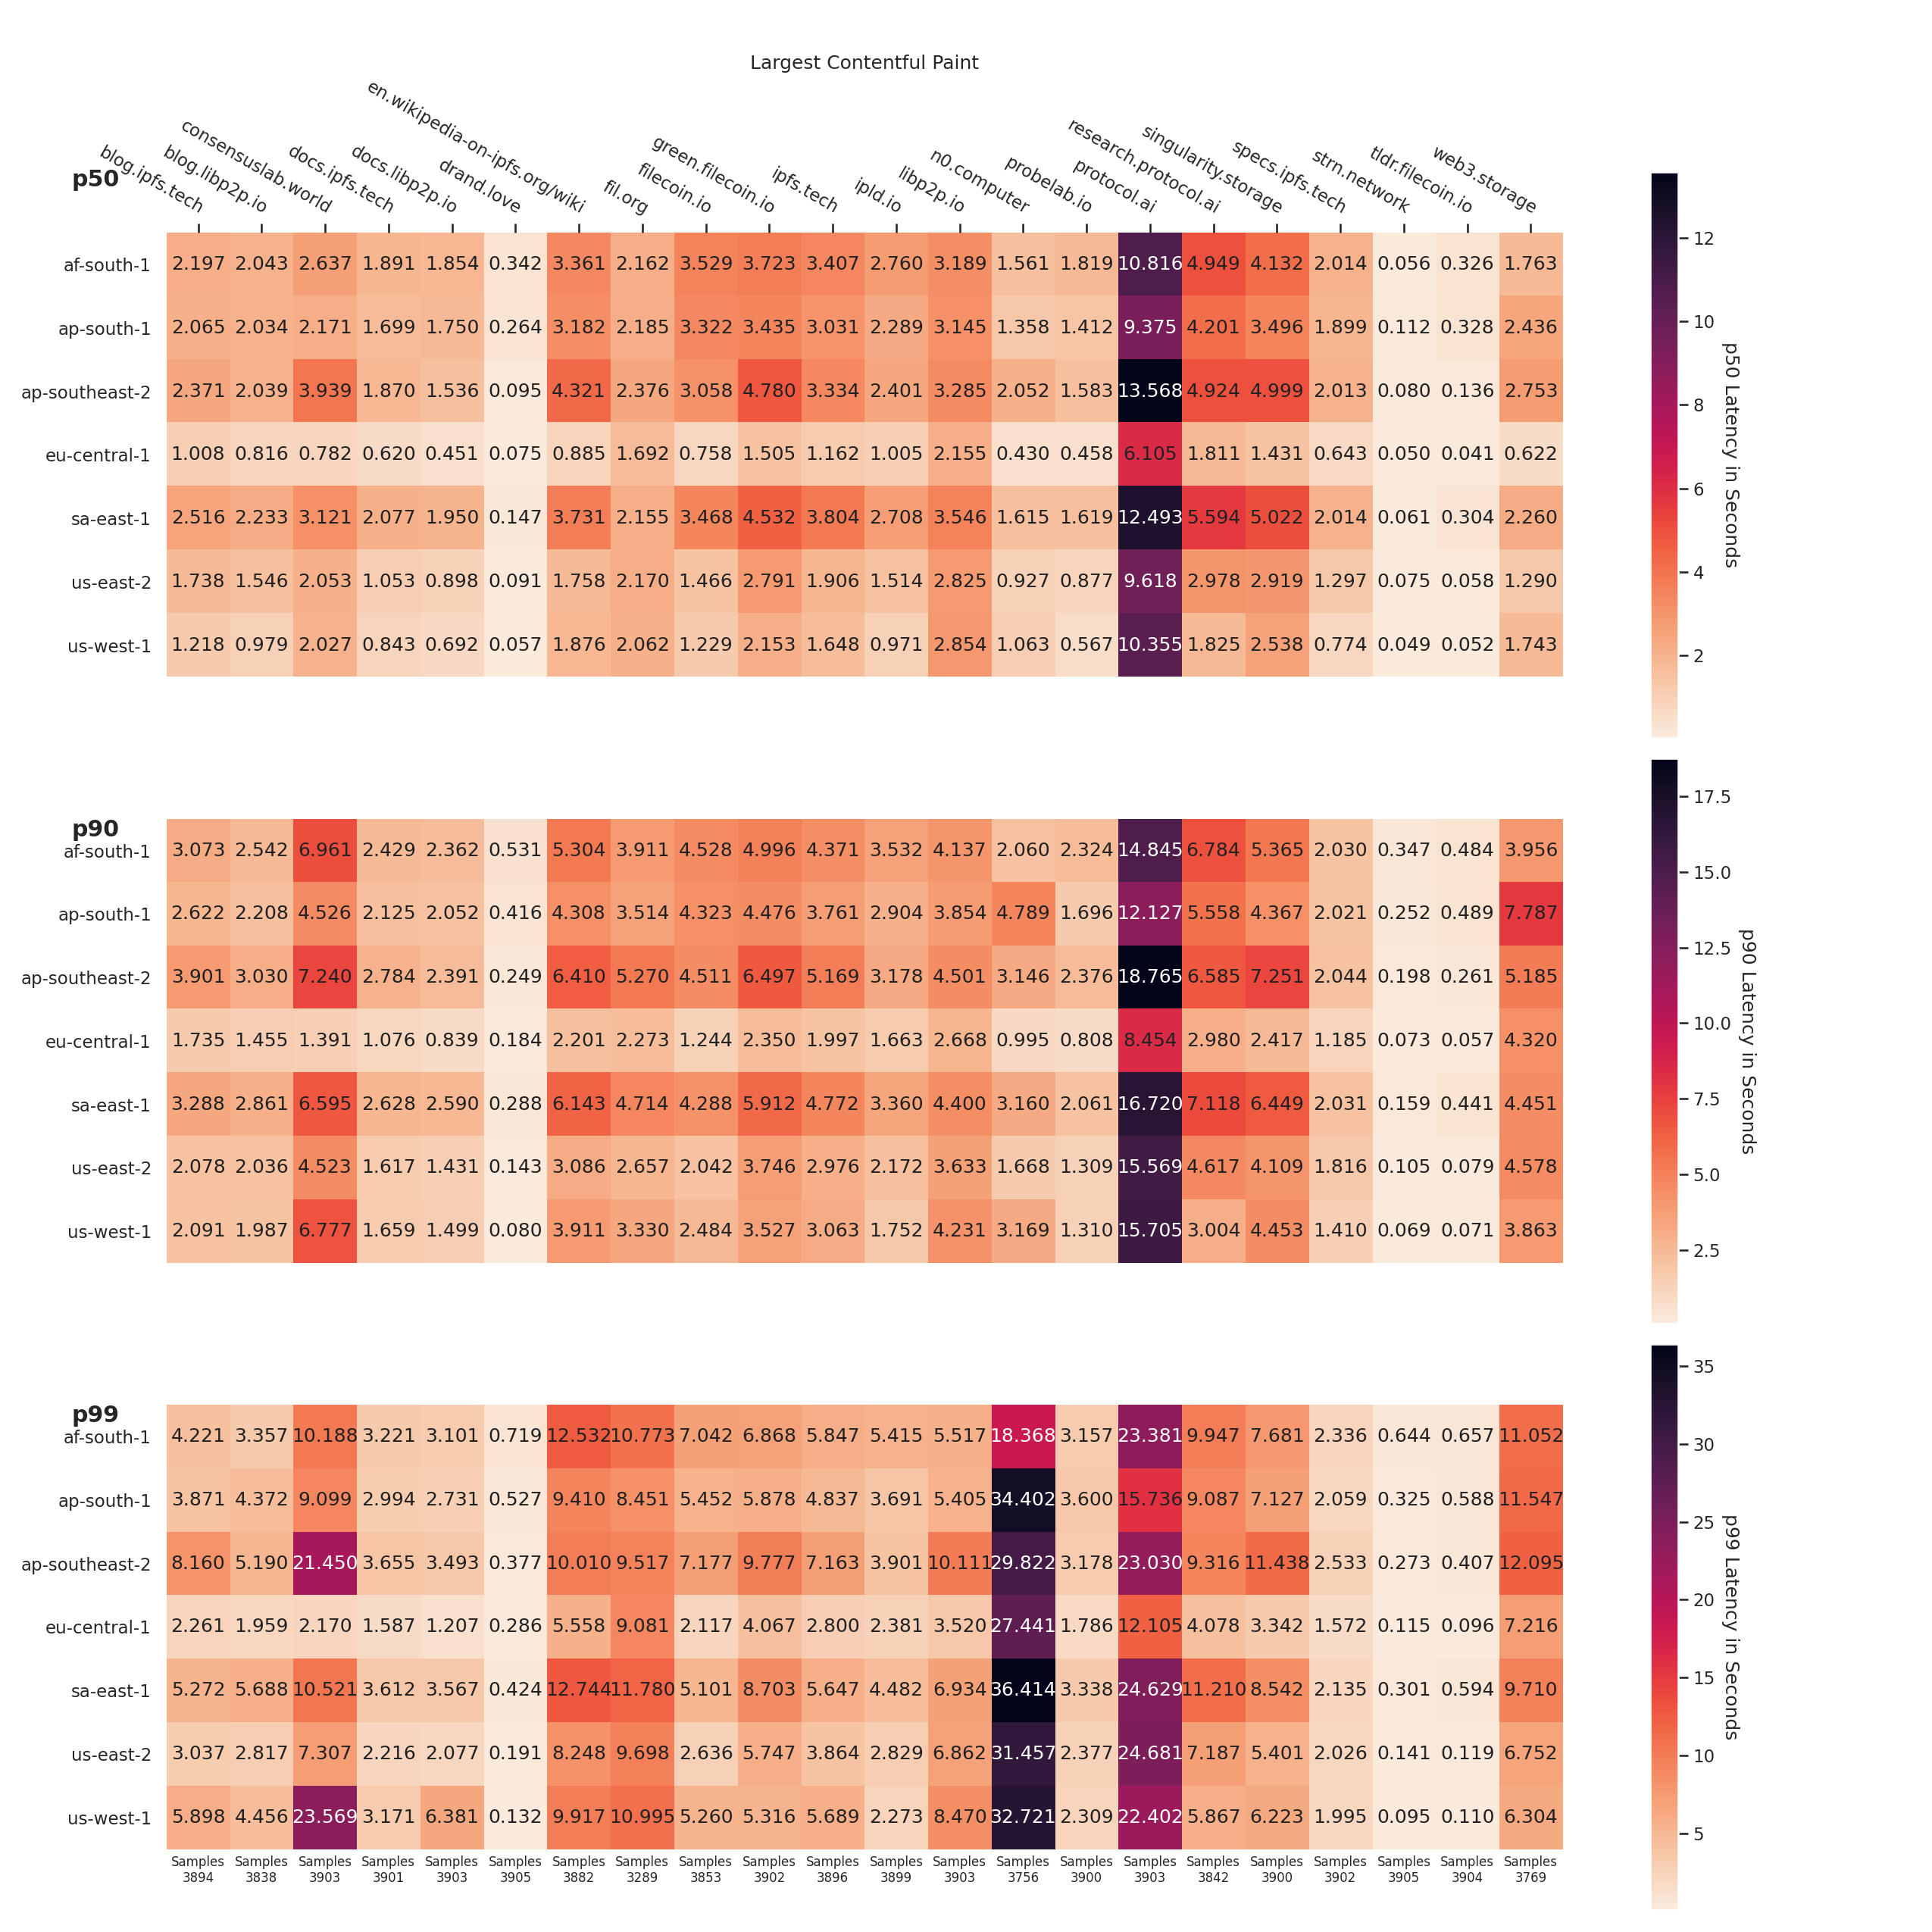 Largest Contentful Paint
blog.ipfs.tech
blog.libp2p.io
consensuslab.world
docs.ipfs.tech
docs.libp2p.io
drand.love
en.wikipedia-on-ipfs.org/wiki
fil.org
filecoin.io
green.filecoin.io
ipfs.tech
ipld.io
libp2p.io
n0.computer
probelab.io
protocol.ai
research.protocol.ai
singularity.storage
specs.ipfs.tech
strn.network
tldr.filecoin.io
web3.storage
p50
af-south-1 2.197 2.043 2.637 1.891 1.854 0.342 3.361 2.162 3.529 3.723 3.407 2.760 3.189 1.561 1.819 10.816 4.949 4.132 2.014 0.056 0.326 1.763
ap-south-1 2.065 2.034 2.171 1.699 1.750 0.264 3.182 2.185 3.322 3.435 3.031 2.289 3.145 1.358 1.412 9.375 4.201 3.496 1.899 0.112 0.328 2.436
ap-southeast-2 2.371 2.039 3.939 1.870 1.536 0.095 4.321 2.376 3.058 4.780 3.334 2.401 3.285 2.052 1.583 13.568 4.924 4.999 2.013 0.080 0.136 2.753
eu-central-1 1.008 0.816 0.782 0.620 0.451 0.075 0.885 1.692 0.758 1.505 1.162 1.005 2.155 0.430 0.458 6.105 1.811 1.431 0.643 0.050 0.041 0.622
sa-east-1 2.516 2.233 3.121 2.077 1.950 0.147 3.731 2.155 3.468 4.532 3.804 2.708 3.546 1.615 1.619 12.493 5.594 5.022 2.014 0.061 0.304 2.260
us-east-2 1.738 1.546 2.053 1.053 0.898 0.091 1.758 2.170 1.466 2.791 1.906 1.514 2.825 0.927 0.877 9.618 2.978 2.919 1.297 0.075 0.058 1.290
us-west-1 1.218 0.979 2.027 0.843 0.692 0.057 1.876 2.062 1.229 2.153 1.648 0.971 2.854 1.063 0.567 10.355 1.825 2.538 0.774 0.049 0.052 1.743
12
10
8
6
4
2
p50 Latency in Seconds
p90
af-south-1 3.073 2.542 6.961 2.429 2.362 0.531 5.304 3.911 4.528 4.996 4.371 3.532 4.137 2.060 2.324 14.845 6.784 5.365 2.030 0.347 0.484 3.956
ap-south-1 2.622 2.208 4.526 2.125 2.052 0.416 4.308 3.514 4.323 4.476 3.761 2.904 3.854 4.789 1.696 12.127 5.558 4.367 2.021 0.252 0.489 7.787
ap-southeast-2 3.901 3.030 7.240 2.784 2.391 0.249 6.410 5.270 4.511 6.497 5.169 3.178 4.501 3.146 2.376 18.765 6.585 7.251 2.044 0.198 0.261 5.185
eu-central-1 1.735 1.455 1.391 1.076 0.839 0.184 2.201 2.273 1.244 2.350 1.997 1.663 2.668 0.995 0.808 8.454 2.980 2.417 1.185 0.073 0.057 4.320
sa-east-1 3.288 2.861 6.595 2.628 2.590 0.288 6.143 4.714 4.288 5.912 4.772 3.360 4.400 3.160 2.061 16.720 7.118 6.449 2.031 0.159 0.441 4.451
us-east-2 2.078 2.036 4.523 1.617 1.431 0.143 3.086 2.657 2.042 3.746 2.976 2.172 3.633 1.668 1.309 15.569 4.617 4.109 1.816 0.105 0.079 4.578
us-west-1 2.091 1.987 6.777 1.659 1.499 0.080 3.911 3.330 2.484 3.527 3.063 1.752 4.231 3.169 1.310 15.705 3.004 4.453 1.410 0.069 0.071 3.863
17.5
15.0
12.5
10.0
7.5
5.0
2.5
p90 Latency in Seconds
p99
af-south-1 4.221 3.357 10.188 3.221 3.101 0.719 12.532 10.773 7.042 6.868 5.847 5.415 5.517 18.368 3.157 23.381 9.947 7.681 2.336 0.644 0.657 11.052
ap-south-1 3.871 4.372 9.099 2.994 2.731 0.527 9.410 8.451 5.452 5.878 4.837 3.691 5.405 34.402 3.600 15.736 9.087 7.127 2.059 0.325 0.588 11.547
ap-southeast-2 8.160 5.190 21.450 3.655 3.493 0.377 10.010 9.517 7.177 9.777 7.163 3.901 10.111 29.822 3.178 23.030 9.316 11.438 2.533 0.273 0.407 12.095
eu-central-1 2.261 1.959 2.170 1.587 1.207 0.286 5.558 9.081 2.117 4.067 2.800 2.381 3.520 27.441 1.786 12.105 4.078 3.342 1.572 0.115 0.096 7.216
sa-east-1 5.272 5.688 10.521 3.612 3.567 0.424 12.744 11.780 5.101 8.703 5.647 4.482 6.934 36.414 3.338 24.629 11.210 8.542 2.135 0.301 0.594 9.710
us-east-2 3.037 2.817 7.307 2.216 2.077 0.191 8.248 9.698 2.636 5.747 3.864 2.829 6.862 31.457 2.377 24.681 7.187 5.401 2.026 0.141 0.119 6.752
us-west-1 5.898 4.456 23.569 3.171 6.381 0.132 9.917 10.995 5.260 5.316 5.689 2.273 8.470 32.721 2.309 22.402 5.867 6.223 1.995 0.095 0.110 6.304
35
30
25
20
15
10
5
p99 Latency in Seconds
Samples Samples Samples Samples Samples Samples Samples Samples Samples Samples Samples Samples Samples Samples Samples Samples Samples Samples Samples Samples Samples Samples
3894 3838 3903 3901 3903 3905 3882 3289 3853 3902 3896 3899 3903 3756 3900 3903 3842 3900 3902 3905 3904 3769